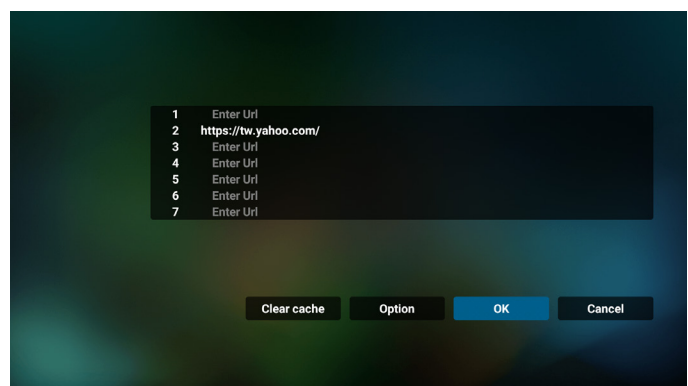 1 Enter Url
2 https://tw.yahoo.com/
3 Enter Url
4 Enter Url
5 Enter Url
6 Enter Url
7 Enter Url
Clear cache Option OK Cancel